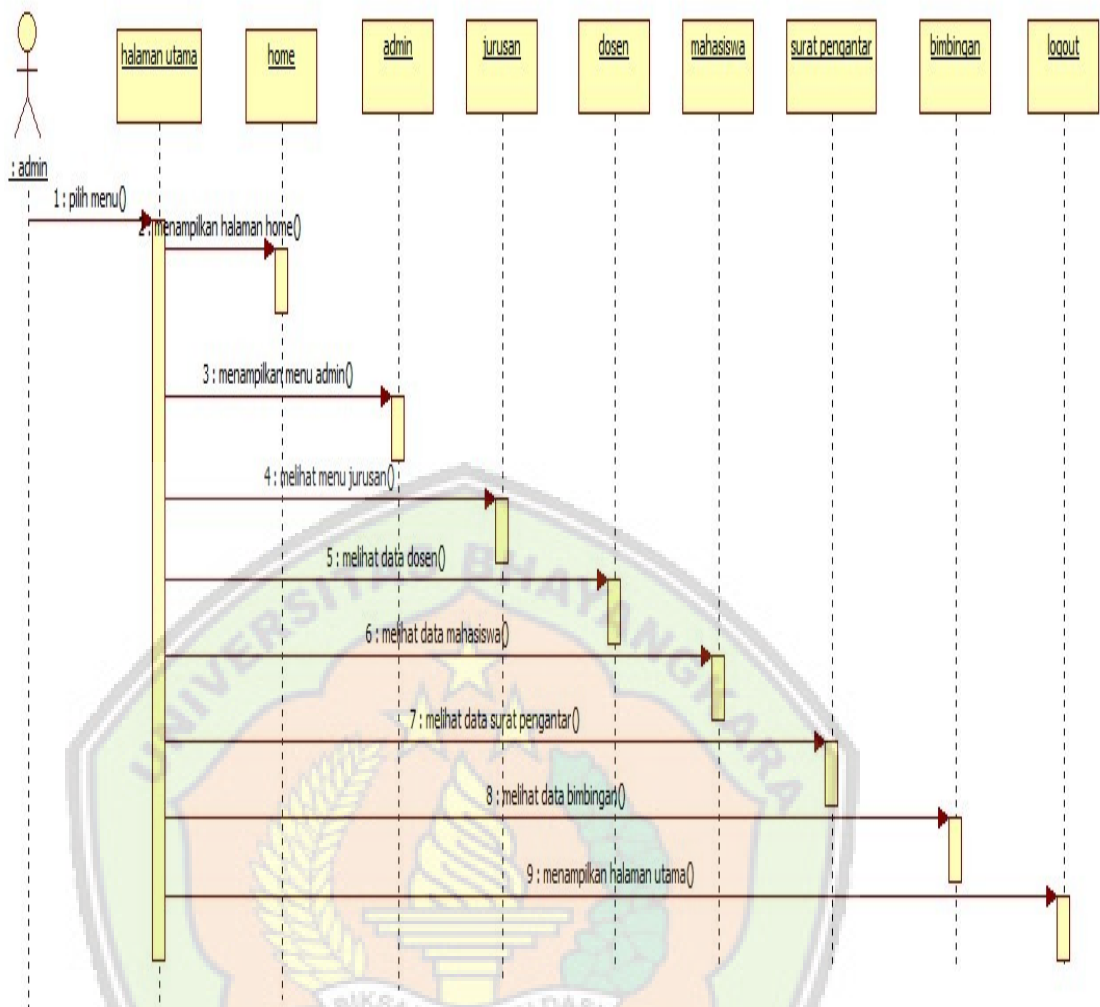 halaman utama
home
admin
jurusan
dosen
mahasiswa
surat pengantar
bimbingan
logout
: admin
1 : pilih menu()
2 : menampilkan halaman home()
3 : menampilkan menu admin()
4 : melihat menu jurusan()
5 : melihat data dosen()
6 : melihat data mahasiswa()
7 : melihat data surat pengantar()
8 : melihat data bimbingan()
9 : menampilkan halaman utama()
UNIVERSITAS BHAYANGKARA